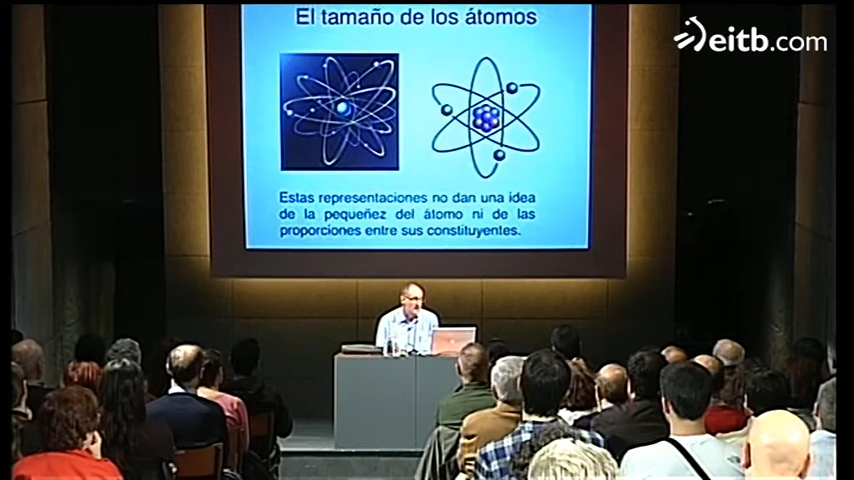 El tamaño de los átomos
eitb.com
Estas representaciones no dan una idea
de la pequeñez del átomo ni de las
proporciones entre sus constituyentes.